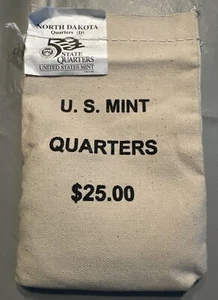 NORTH DAKOTA
Quarters (D)
50
STATE
QUARTERS
UNITED STATES MINT
U. S. MINT
QUARTERS
$25.00